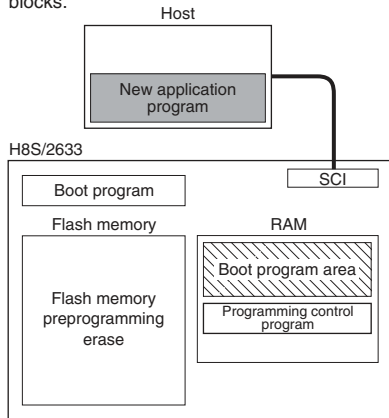 blocks.
Host
New application
program
H8S/2633
SCI
Boot program
Flash memory
RAM
Boot program area
Flash memory
preprogramming
erase
Programming control
program